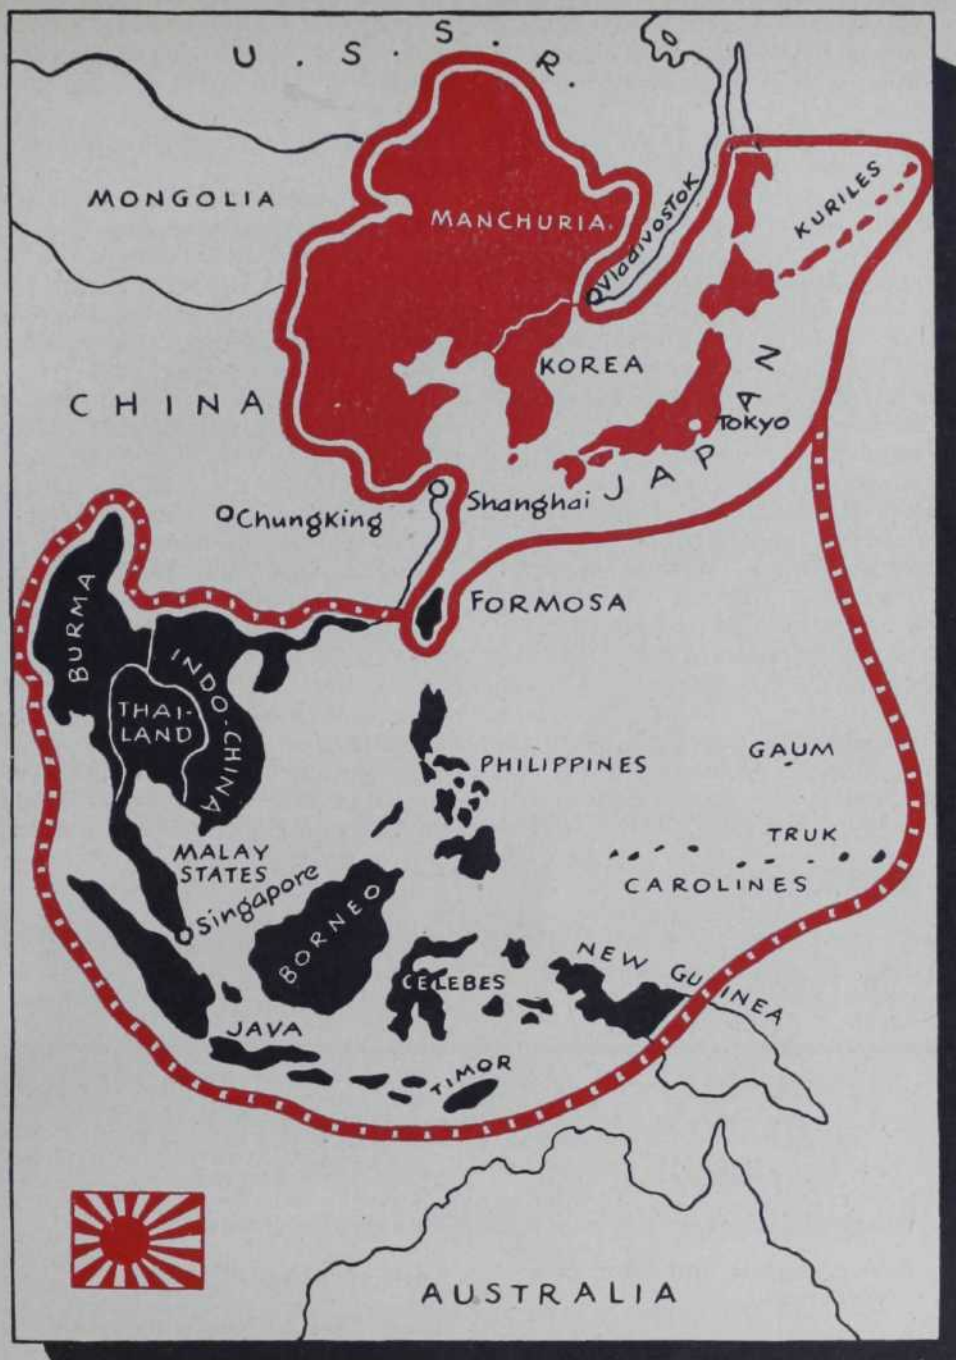 U.S.S.R.
MONGOLIA
MANCHURIA.
Vladivostok
KURILES
KOREA
CHINA
JAPAN
Tokyo
Shanghai
ChungKing
FORMOSA
BURMA
INDO-CHINA
THAI-
LAND
PHILIPPINES
GAUM
TRUK
CAROLINES
MALAY
STATES
Singapore
BORNEO
CELEBES
NEW GUINEA
JAVA
TIMOR
AUSTRALIA